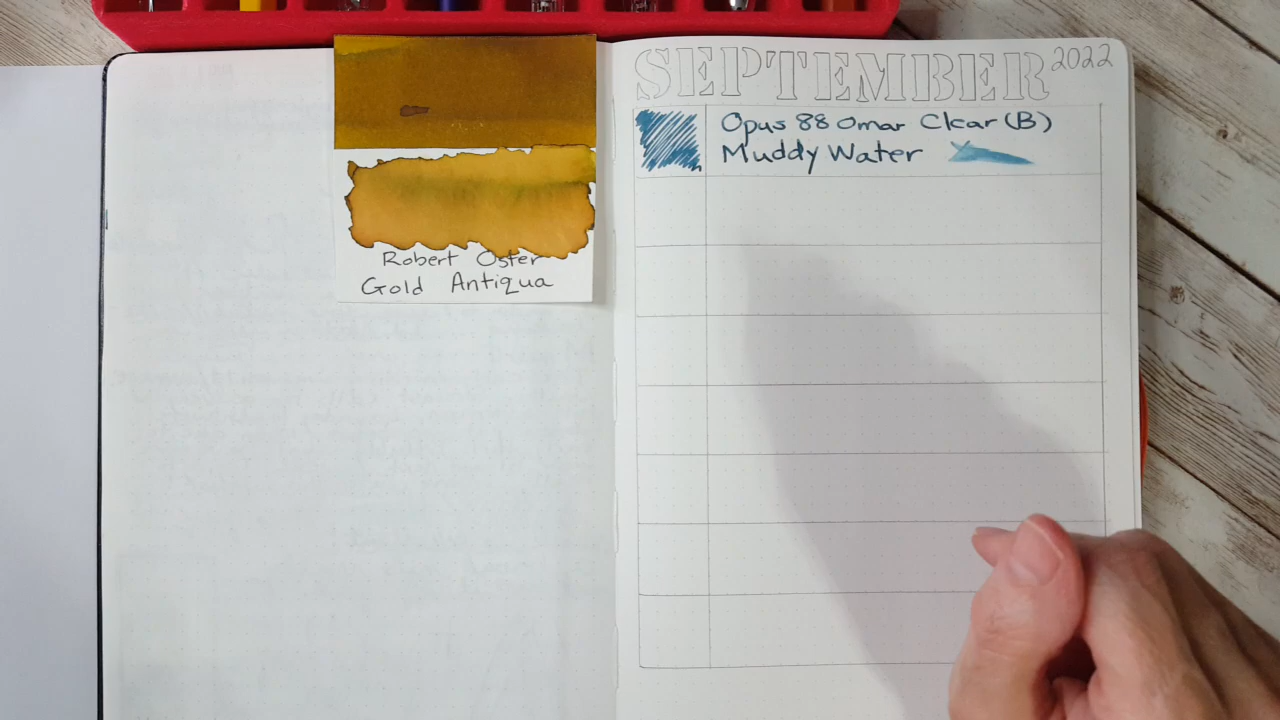 Robert Oster
Gold Antiqua
SEPTEMBER 2022
Opus 88 Omar Clear (B)
Muddy Water